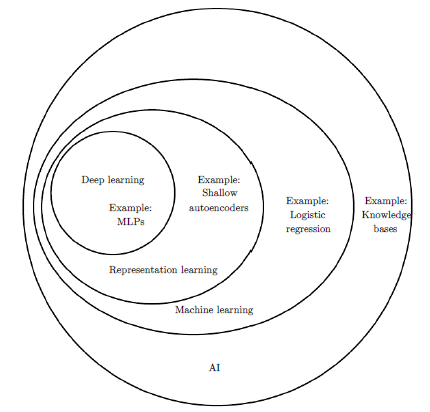 Deep learning
Example:
MLPs
Example:
Shallow
autoencoders
Example:
Logistic
regression
Example:
Knowledge
bases
Representation learning
Machine learning
AI